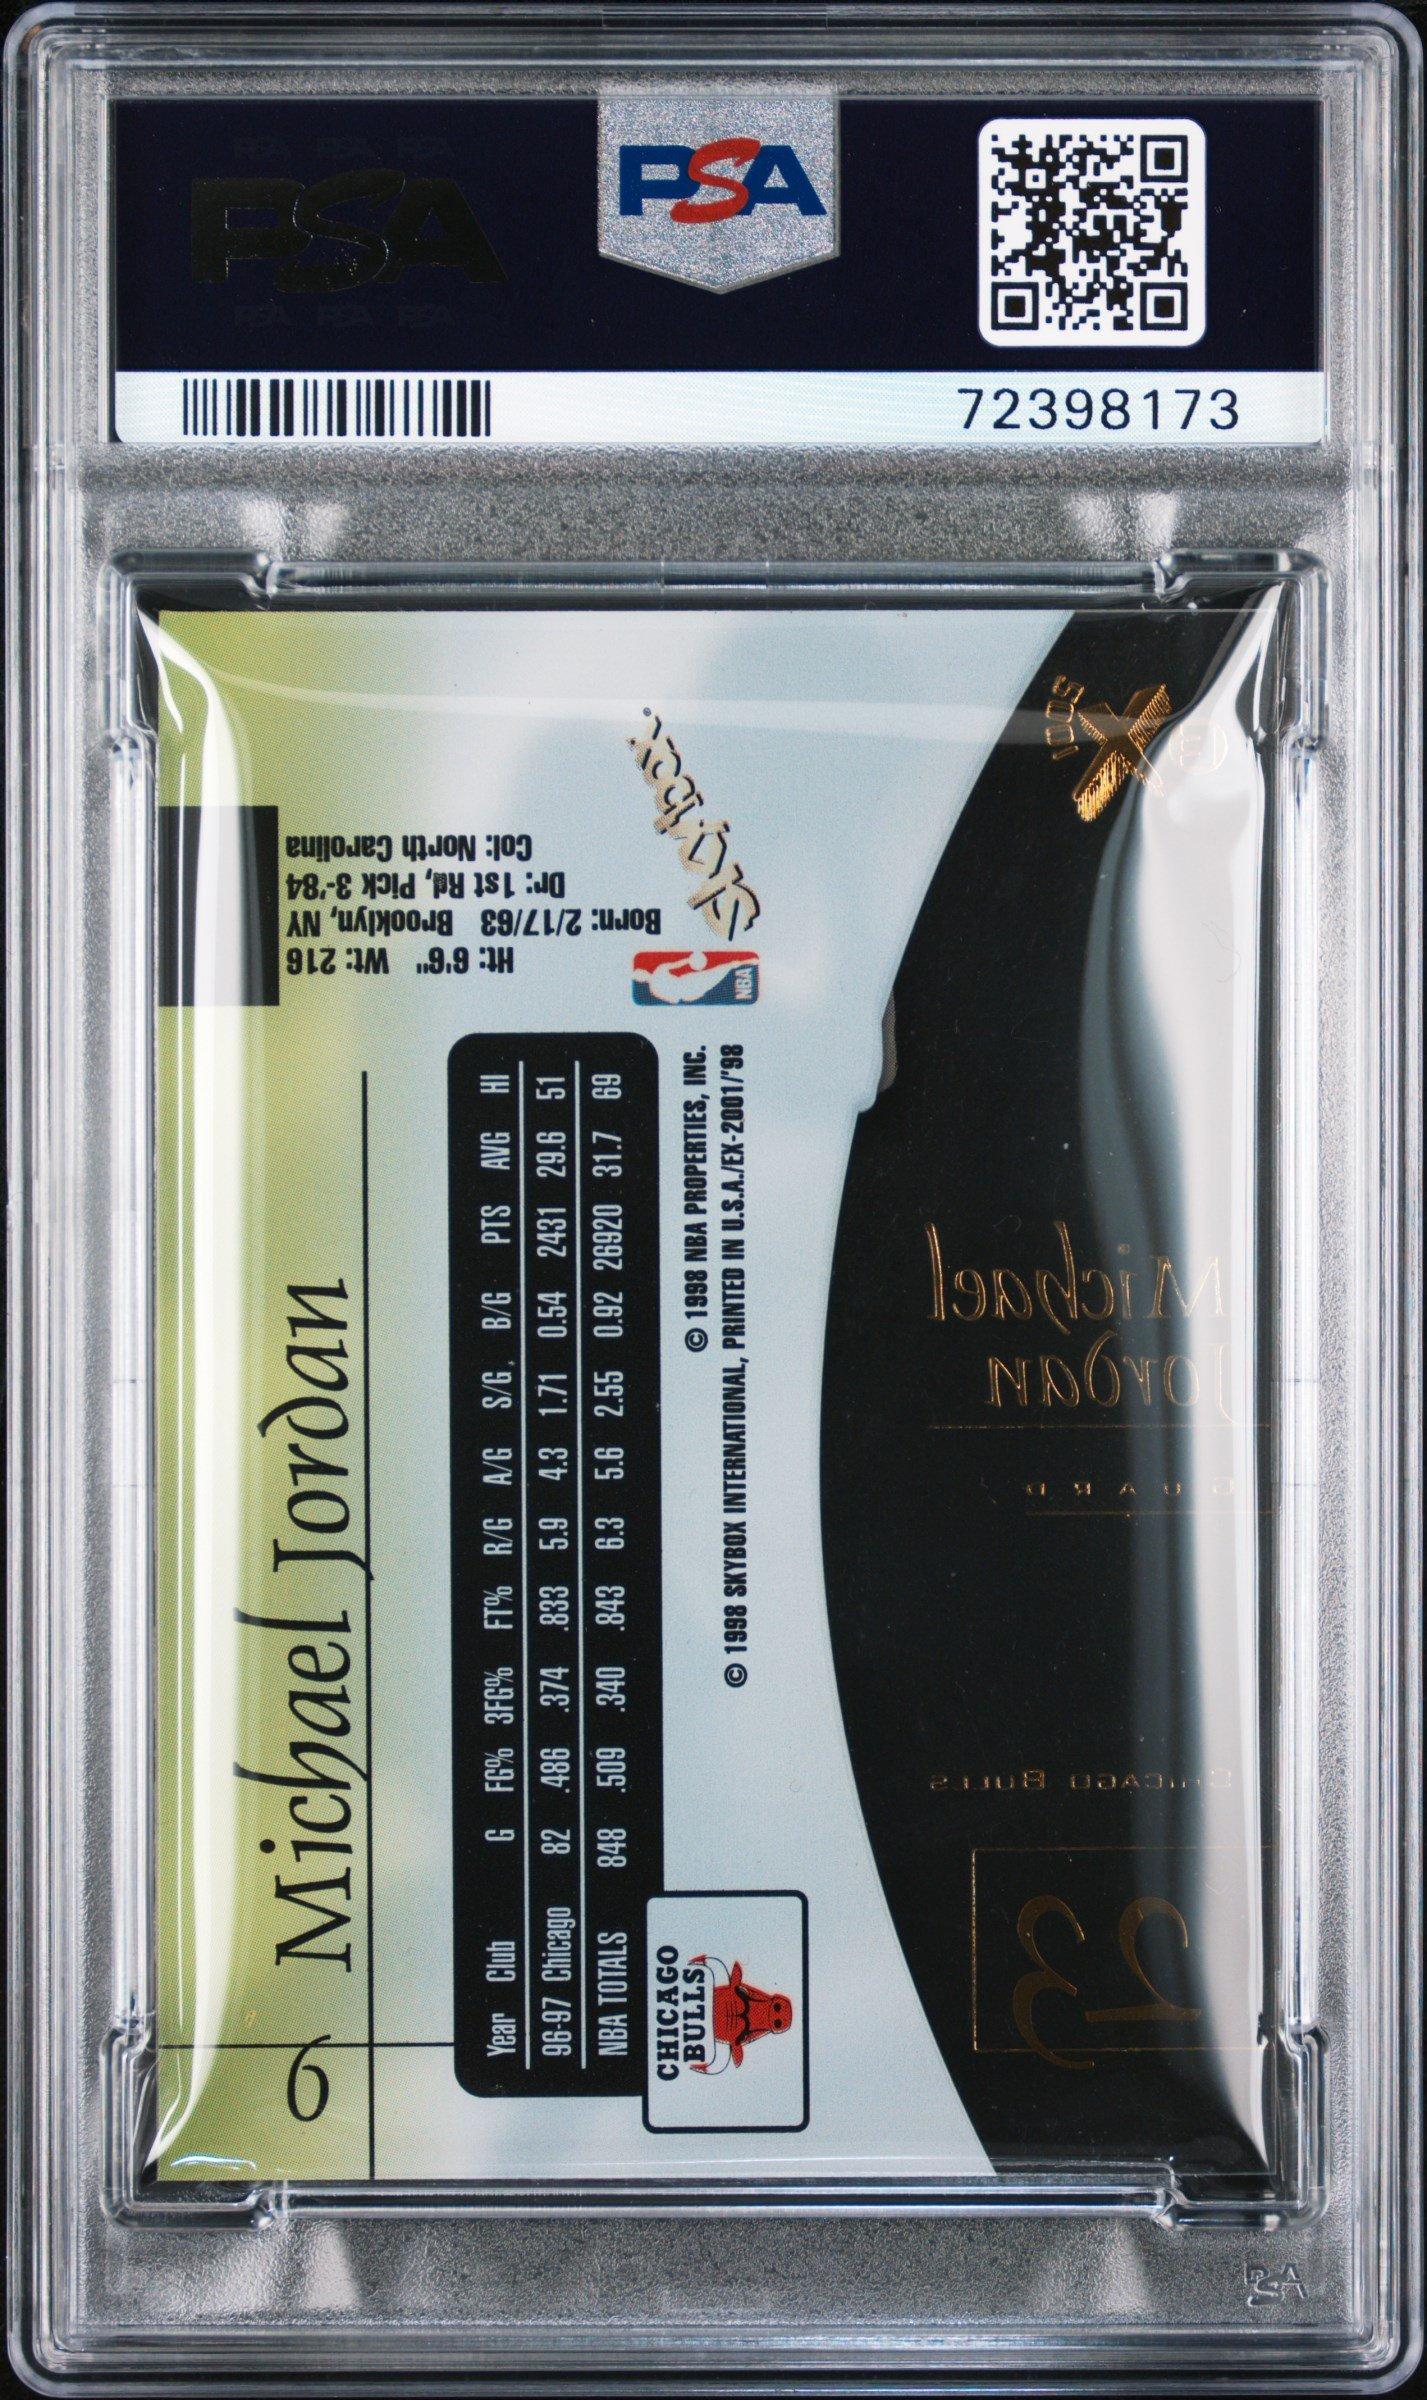 PSA
PSA
72398173
9 Michael Jordan
Ht: 6'6" Wt: 216
Born: 2/17/63 Brooklyn, NY
Dr: 1st Rd, Pick 3-'84
Col: North Carolina
Year Club G FG% 3FG% FT% R/G A/G S/G. B/G PTS AVG HI
96-97 Chicago 82 .486 .374 .833 5.9 4.3 1.71 0.54 2431 29.6 51
NBA TOTALS 848 .509 .340 .843 6.3 5.6 2.55 0.92 26920 31.7 69
CHICAGO
BULLS
© 1998 NBA PROPERTIES, INC.
© 1998 SKYBOX INTERNATIONAL, PRINTED IN U.S.A./EX-2001/'98
NBA
SkyBox
EX
2001
Michael
Jordan
GUARD
CHICAGO BULLS
23
PSA